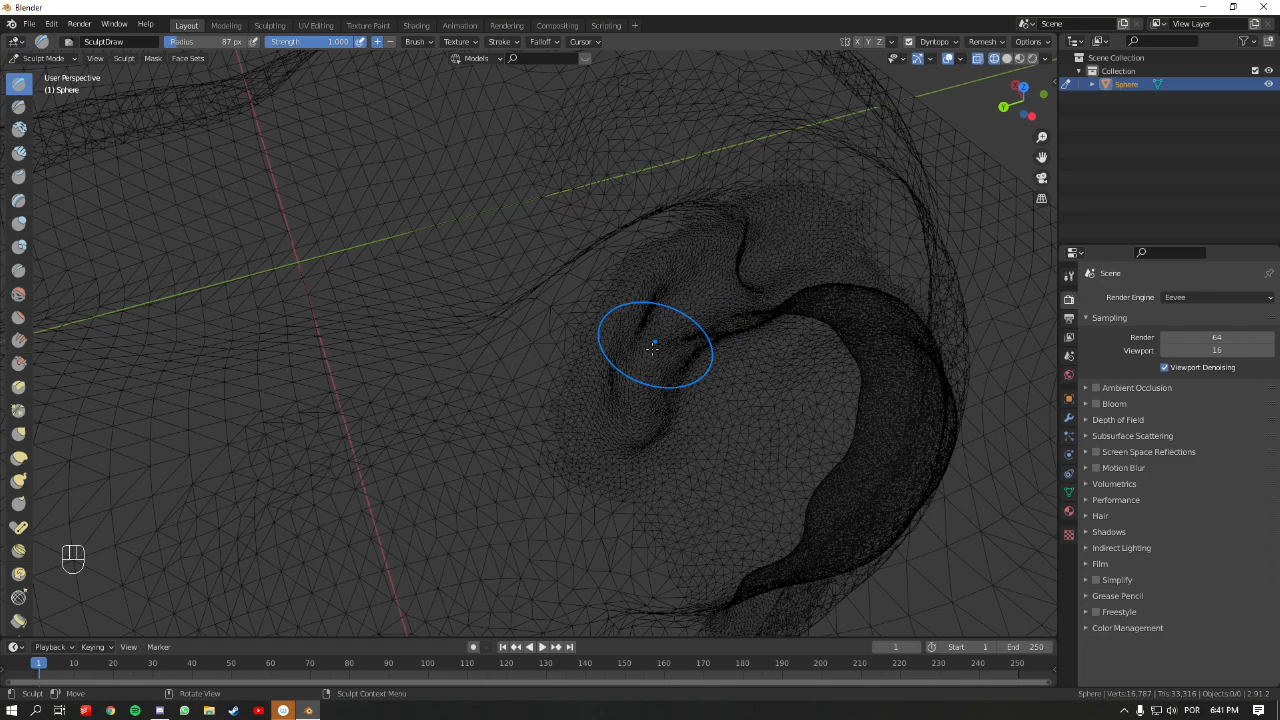 Blender
File Edit Render Window Help Layout Modeling Sculpting UV Editing Texture Paint Shading Animation Rendering Compositing Scripting + Scene View Layer
SculptDraw Radius 87 px Strength 1.000 Brush Texture Stroke Falloff Cursor X Y Z Dyntopo Remesh Options
Sculpt Mode View Sculpt Mask Face Sets Models
User Perspective
(1) Sphere
Scene Collection
Collection
Sphere
Z
X
Y
Scene
Render Engine Eevee
Sampling
Render 64
Viewport 16
Viewport Denoising
Ambient Occlusion
Bloom
Depth of Field
Subsurface Scattering
Screen Space Reflections
Motion Blur
Volumetrics
Performance
Hair
Shadows
Indirect Lighting
Film
Simplify
Grease Pencil
Freestyle
Color Management
Playback Keying View Marker 1 Start 1 End 250
1 10 20 30 40 50 60 70 80 90 100 110 120 130 140 150 160 170 180 190 200 210 220 230 240 250
Sculpt Move Rotate View Sculpt Context Menu Sphere | Verts:16,787 | Tris:33,316 | Objects:0/0 | 2.91.2
POR 6:41 PM